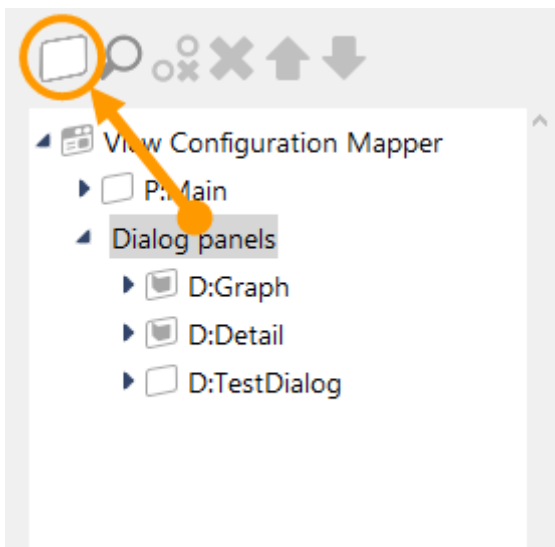 View Configuration Mapper
P:Main
Dialog panels
D:Graph
D:Detail
D:TestDialog